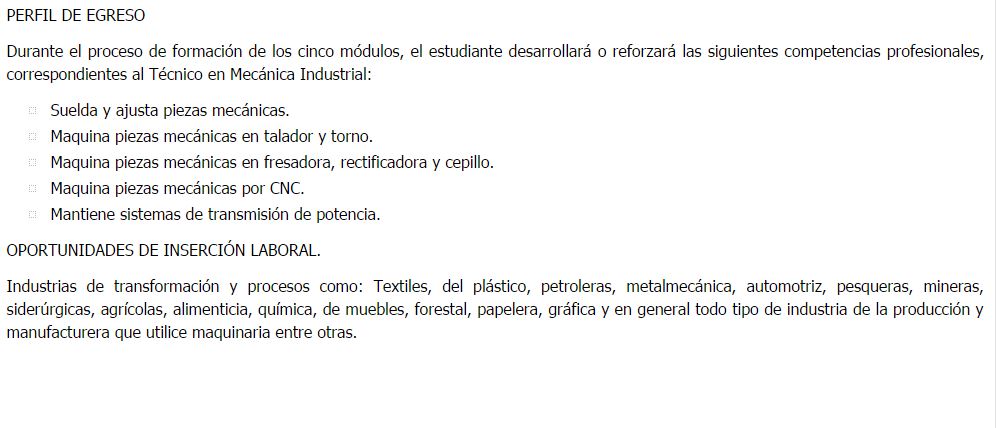 PERFIL DE EGRESO
Durante el proceso de formación de los cinco módulos, el estudiante desarrollará o reforzará las siguientes competencias profesionales,
correspondientes al Técnico en Mecánica Industrial:
Suelda y ajusta piezas mecánicas.
Maquina piezas mecánicas en talador y torno.
Maquina piezas mecánicas en fresadora, rectificadora y cepillo.
Maquina piezas mecánicas por CNC.
Mantiene sistemas de transmisión de potencia.
OPORTUNIDADES DE INSERCIÓN LABORAL.
Industrias de transformación y procesos como: Textiles, del plástico, petroleras, metalmecánica, automotriz, pesqueras, mineras,
siderúrgicas, agrícolas, alimenticia, química, de muebles, forestal, papelera, gráfica y en general todo tipo de industria de la producción y
manufacturera que utilice maquinaria entre otras.